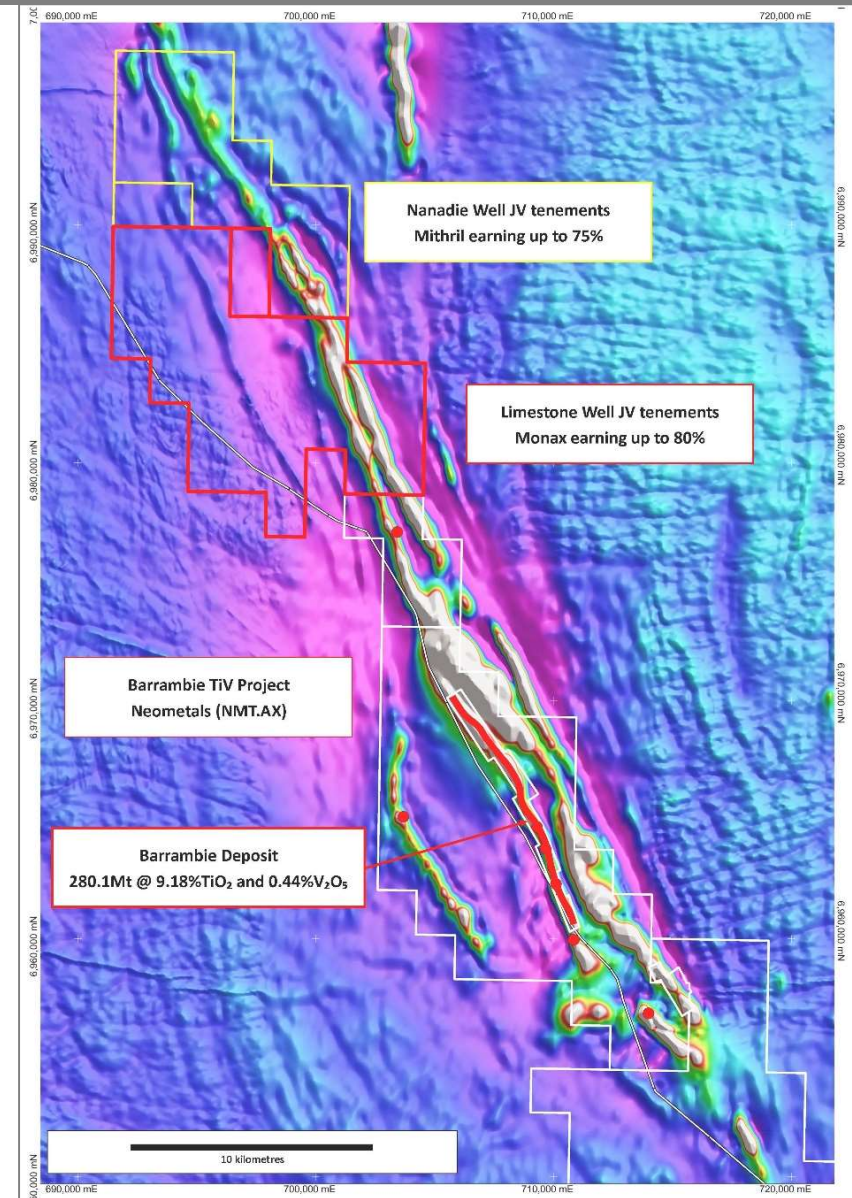 690,000 mE
700,000 mE
710,000 mE
720,000 mE
Nanadie Well JV tenements
Mithril earning up to 75%
6,990,000 mN
6,990,000 mN
Limestone Well JV tenements
Monax earning up to 80%
6,980,000 mN
6,980,000 mN
Barrambie TiV Project
Neometals (NMT.AX)
6,970,000 mN
6,970,000 mN
Barrambie Deposit
280.1Mt @ 9.18%TiO₂ and 0.44%V₂O₅
6,960,000 mN
6,960,000 mN
10 kilometres
690,000 mE
700,000 mE
710,000 mE
720,000 mE